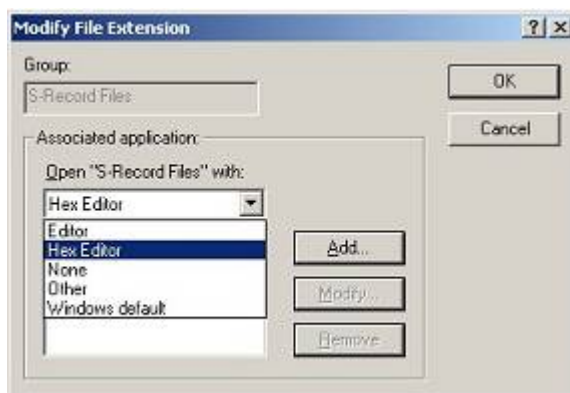 Modify File Extension
Group:
S-Record Files
OK
Cancel
Associated application:
Open "S-Record Files" with:
Hex Editor
Editor
Hex Editor
None
Other
Windows default
Add...
Modify...
Remove